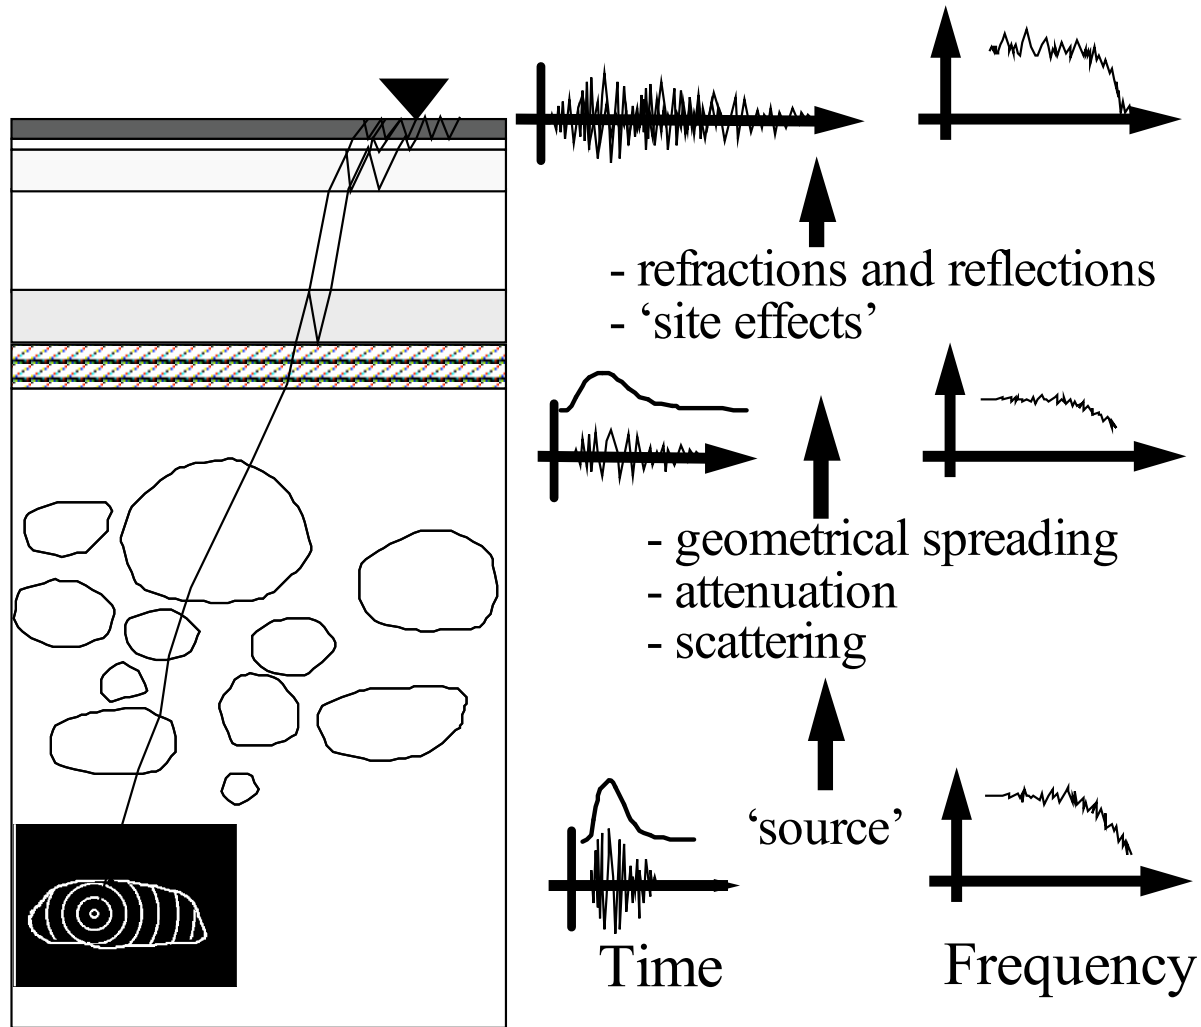 - refractions and reflections
- ‘site effects’
- geometrical spreading
- attenuation
- scattering
‘source’
Time
Frequency